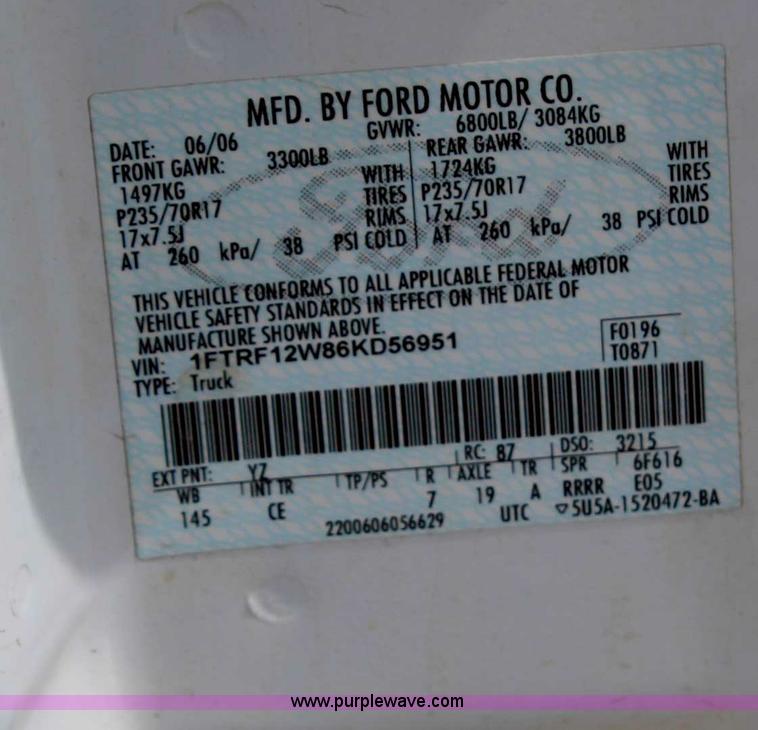 MFD. BY FORD MOTOR CO.
DATE: 06/06 GVWR: 6800LB/ 3084KG
FRONT GAWR: 3300LB REAR GAWR: 3800LB
1497KG WITH 1724KG WITH
P235/70R17 TIRES P235/70R17 TIRES
17x7.5J RIMS 17x7.5J RIMS
AT 260 kPa/ 38 PSI COLD AT 260 kPa/ 38 PSI COLD
Ford
THIS VEHICLE CONFORMS TO ALL APPLICABLE FEDERAL MOTOR
VEHICLE SAFETY STANDARDS IN EFFECT ON THE DATE OF
MANUFACTURE SHOWN ABOVE.
VIN: 1FTRF12W86KD56951 F0196
TYPE: Truck T0871
EXT PNT: YZ RC: 87 DSO: 3215
WB INT TR TP/PS R AXLE TR SPR 6F616
145 CE 7 19 A RRRR E05
2200606056629 UTC ▽5U5A-1520472-BA
www.purplewave.com